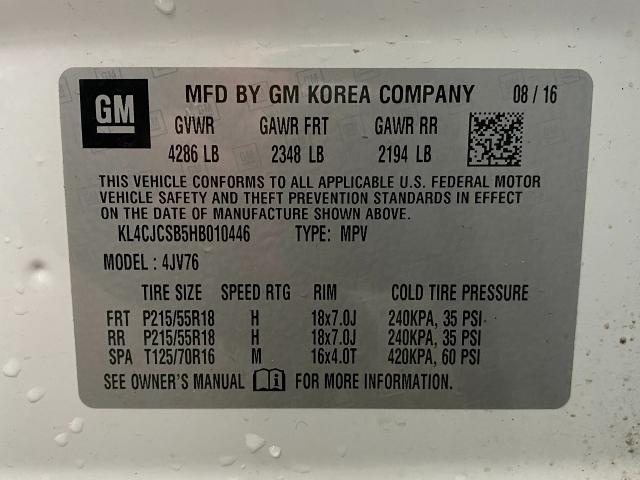 GM MFD BY GM KOREA COMPANY 08 / 16
GVWR GAWR FRT GAWR RR
4286 LB 2348 LB 2194 LB
THIS VEHICLE CONFORMS TO ALL APPLICABLE U.S. FEDERAL MOTOR
VEHICLE SAFETY AND THEFT PREVENTION STANDARDS IN EFFECT
ON THE DATE OF MANUFACTURE SHOWN ABOVE.
KL4CJCSB5HB010446 TYPE: MPV
MODEL : 4JV76
TIRE SIZE SPEED RTG RIM COLD TIRE PRESSURE
FRT P215/55R18 H 18x7.0J 240KPA, 35 PSI
RR P215/55R18 H 18x7.0J 240KPA, 35 PSI
SPA T125/70R16 M 16x4.0T 420KPA, 60 PSI
SEE OWNER'S MANUAL FOR MORE INFORMATION.